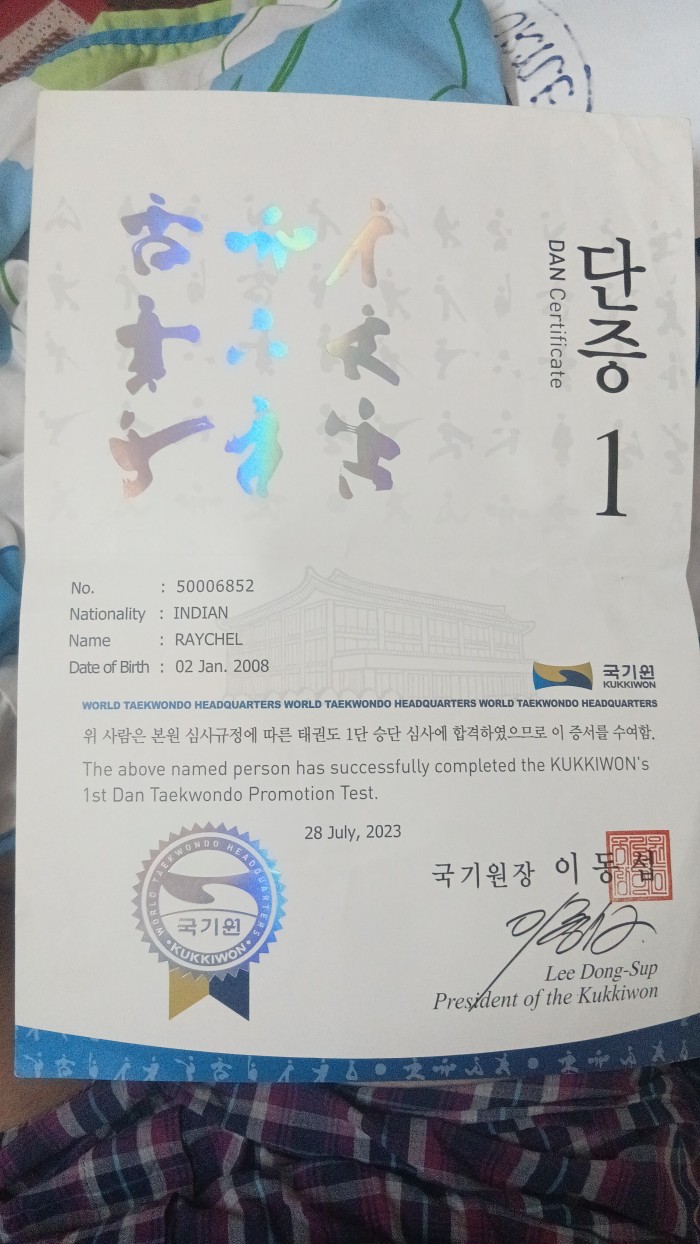 단증
DAN Certificate
1
No. : 50006852
Nationality : INDIAN
Name : RAYCHEL
Date of Birth : 02 Jan. 2008
국기원
KUKKIWON
WORLD TAEKWONDO HEADQUARTERS WORLD TAEKWONDO HEADQUARTERS WORLD TAEKWONDO HEADQUARTERS
위 사람은 본원 심사규정에 따른 태권도 1단 승단 심사에 합격하였으므로 이 증서를 수여함.
The above named person has successfully completed the KUKKIWON's
1st Dan Taekwondo Promotion Test.
28 July, 2023
WORLD TAEKWONDO HEADQUARTERS
국기원
•KUKKIWON•
국기원장 이동섭
Lee Dong-Sup
President of the Kukkiwon